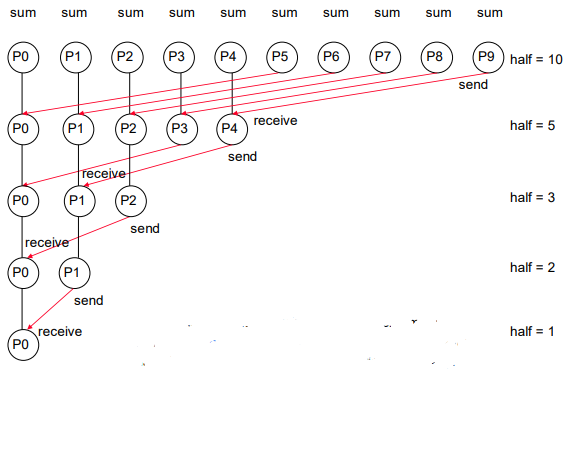 sum sum sum sum sum sum sum sum sum sum
P0 P1 P2 P3 P4 P5 P6 P7 P8 P9 half = 10
send
P0 P1 P2 P3 P4 receive half = 5
send
receive
P0 P1 P2 half = 3
send
receive
P0 P1 half = 2
send
receive half = 1
P0